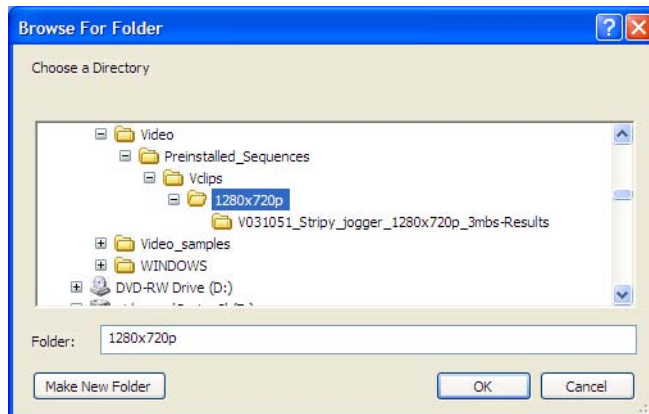 Browse For Folder
Choose a Directory
Video
Preinstalled_Sequences
Vclips
1280x720p
V031051_Stripy_jogger_1280x720p_3mbs-Results
Video_samples
WINDOWS
DVD-RW Drive (D:)
Folder: 1280x720p
Make New Folder OK Cancel